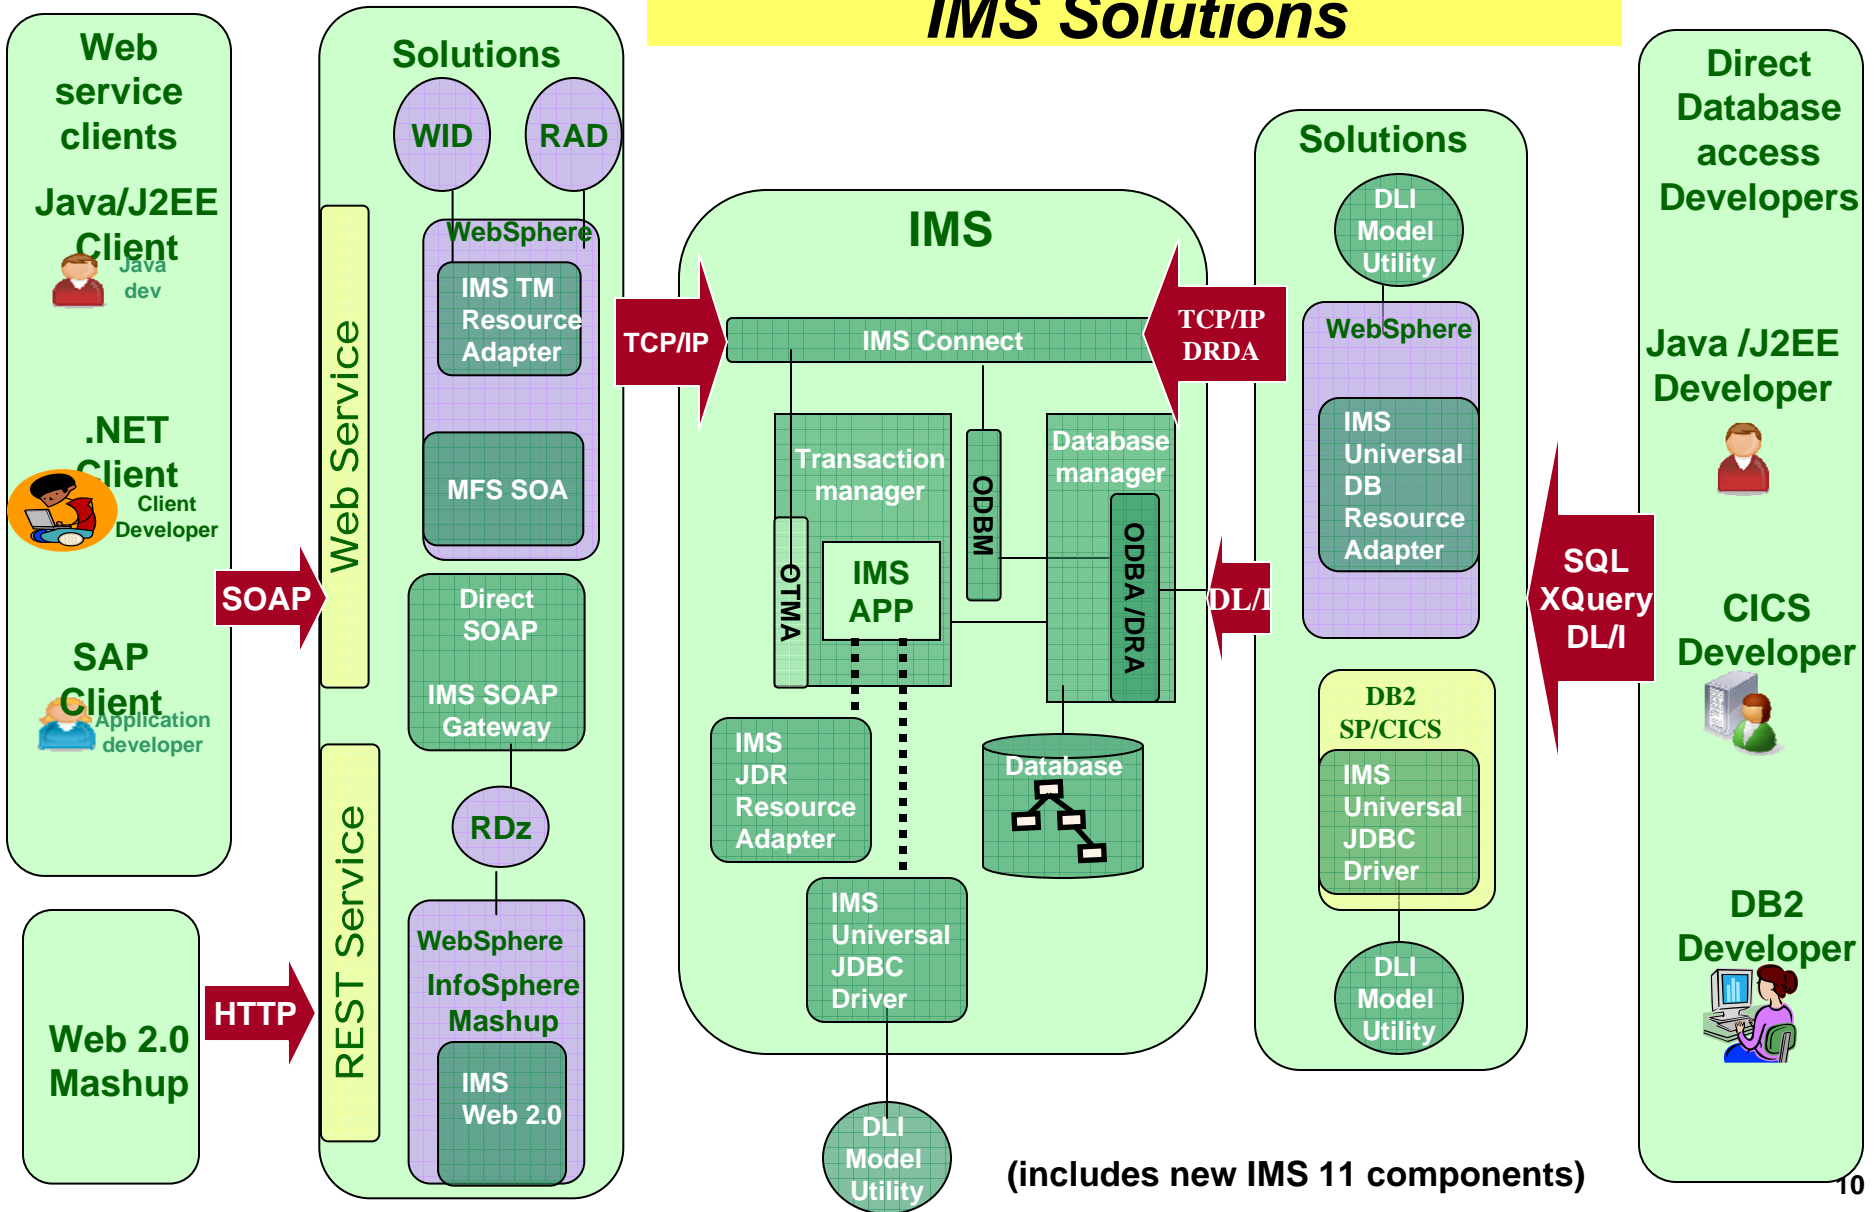 IMS Solutions
Web
service
clients
Java/J2EE
Client
Java
dev
.NET
Client
Client
Developer
SAP
Client
Application
developer
Web 2.0
Mashup
SOAP
HTTP
Solutions
WID
RAD
Web Service
REST Service
WebSphere
IMS TM
Resource
Adapter
MFS SOA
Direct
SOAP
IMS SOAP
Gateway
RDz
WebSphere
InfoSphere
Mashup
IMS
Web 2.0
TCP/IP
IMS
IMS Connect
Transaction
manager
OTMA
IMS
APP
ODBM
Database
manager
ODBA /DRA
IMS
JDR
Resource
Adapter
Database
IMS
Universal
JDBC
Driver
DLI
Model
Utility
TCP/IP
DRDA
DL/I
Solutions
DLI
Model
Utility
WebSphere
IMS
Universal
DB
Resource
Adapter
DB2
SP/CICS
IMS
Universal
JDBC
Driver
DLI
Model
Utility
SQL
XQuery
DL/I
Direct
Database
access
Developers
Java /J2EE
Developer
CICS
Developer
DB2
Developer
(includes new IMS 11 components)
10